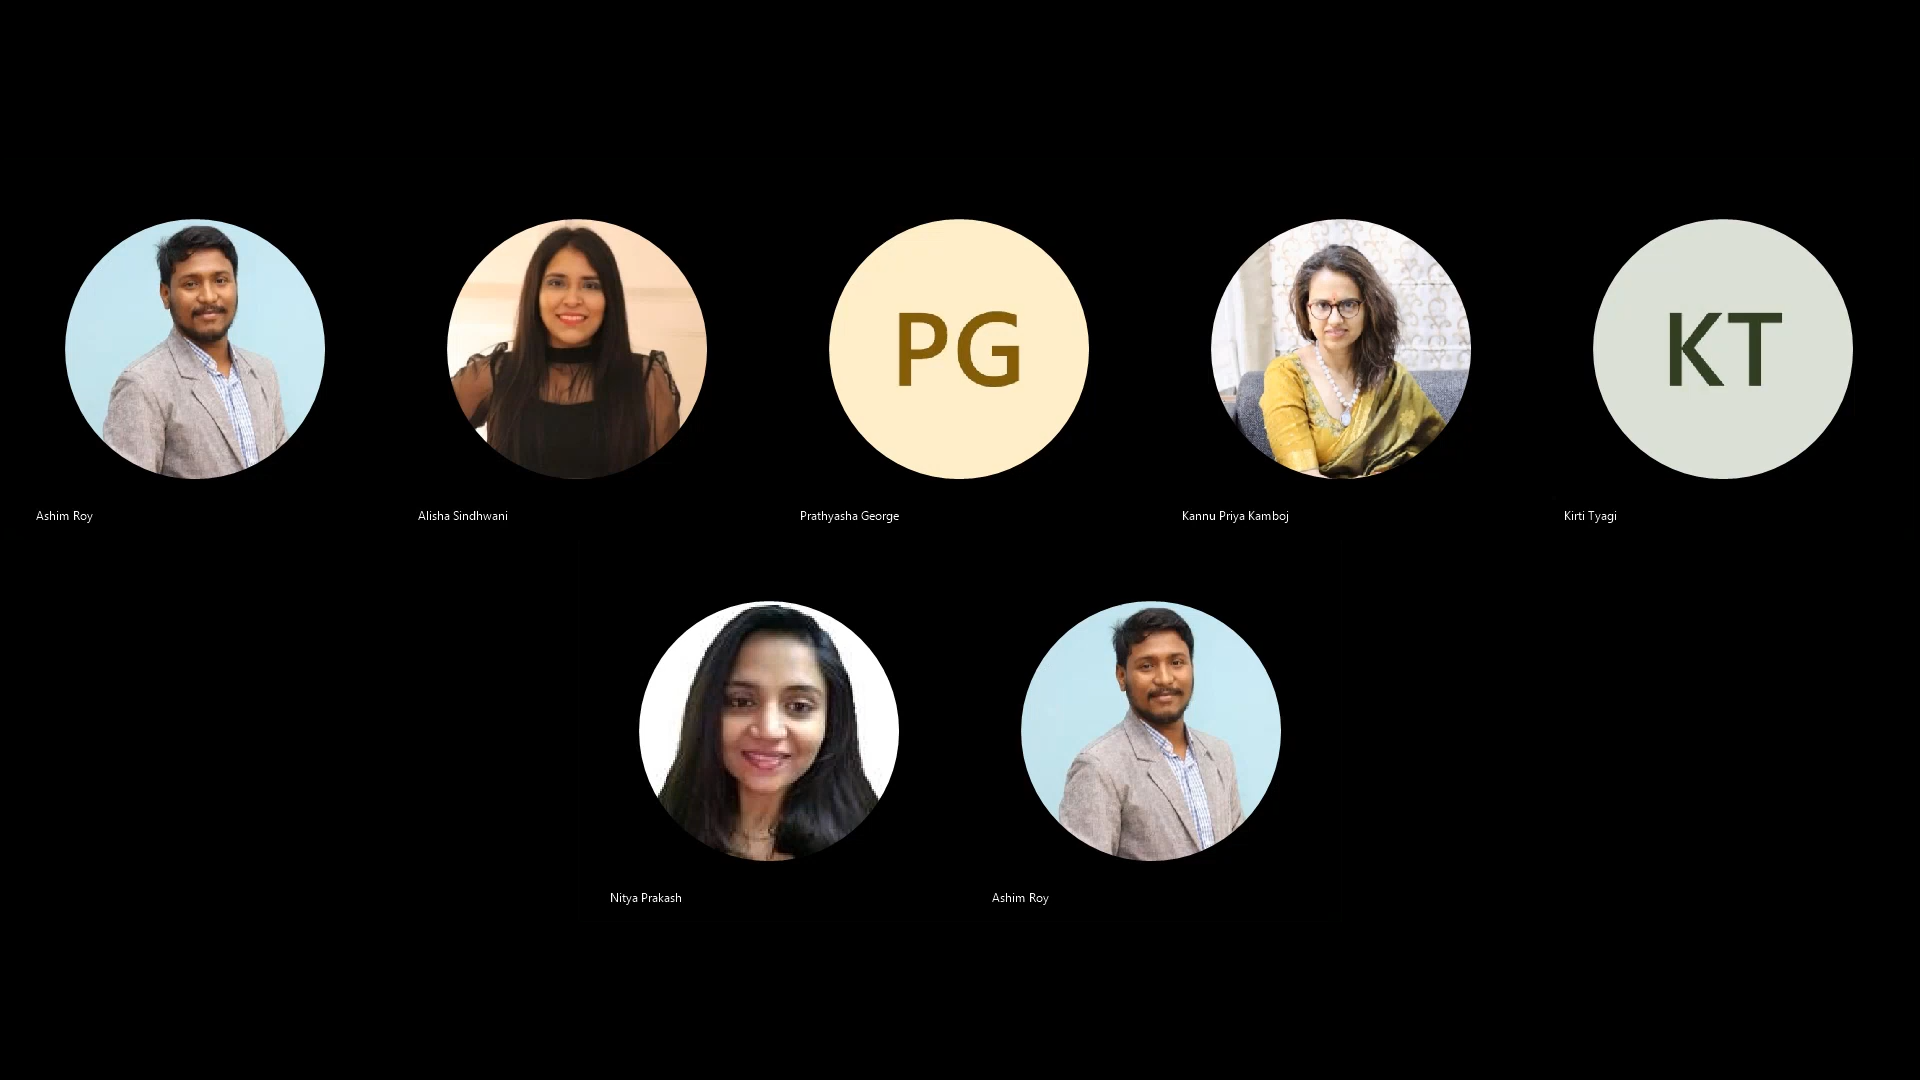 PG
KT
Ashim Roy
Alisha Sindhwani
Prathyasha George
Kannu Priya Kamboj
Kirti Tyagi
Nitya Prakash
Ashim Roy